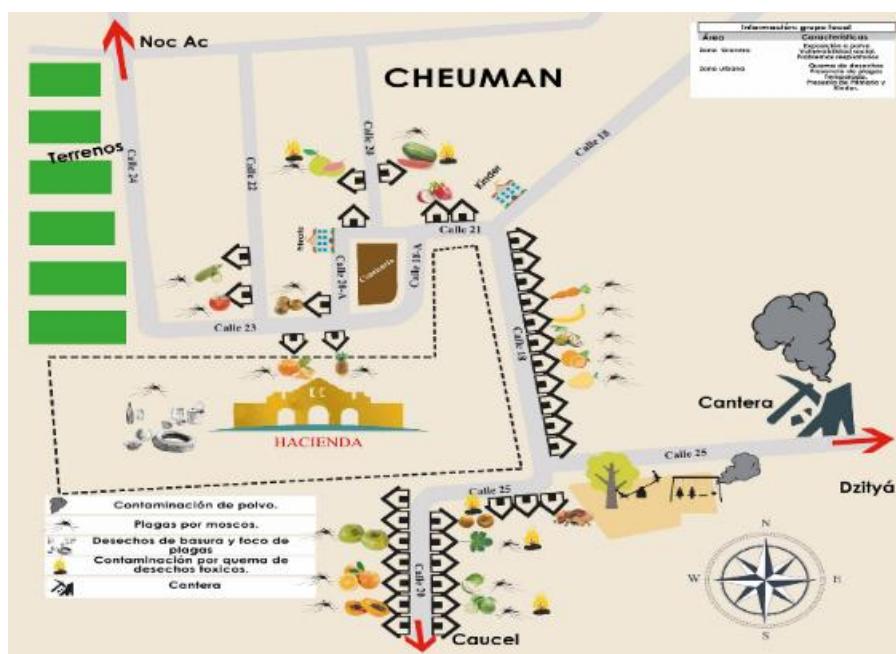 Noc Ac
CHEUMAN
Información: grupo local
Área
Características
Exposición a polvo
Vulnerabilidad social.
Problemas respiratorios
Zona urbana
Quema de desechos
Presencia de plagas
Presencia de Primaria y
Kinder.
Terrenos
Calle 24
Calle 22
Calle 20
Calle 18
Kinder
Calle 21
Calle 20-A
Calle 18-A
Calle 23
Calle 18
HACIENDA
Cantera
Calle 25
Dzityá
Calle 25
Contaminación de polvo.
Plagas por moscos.
Desechos de basura y foco de
plagas
Contaminación por quema de
desechos toxicos.
Cantera
Calle 20
Caucel
N
W
E
S